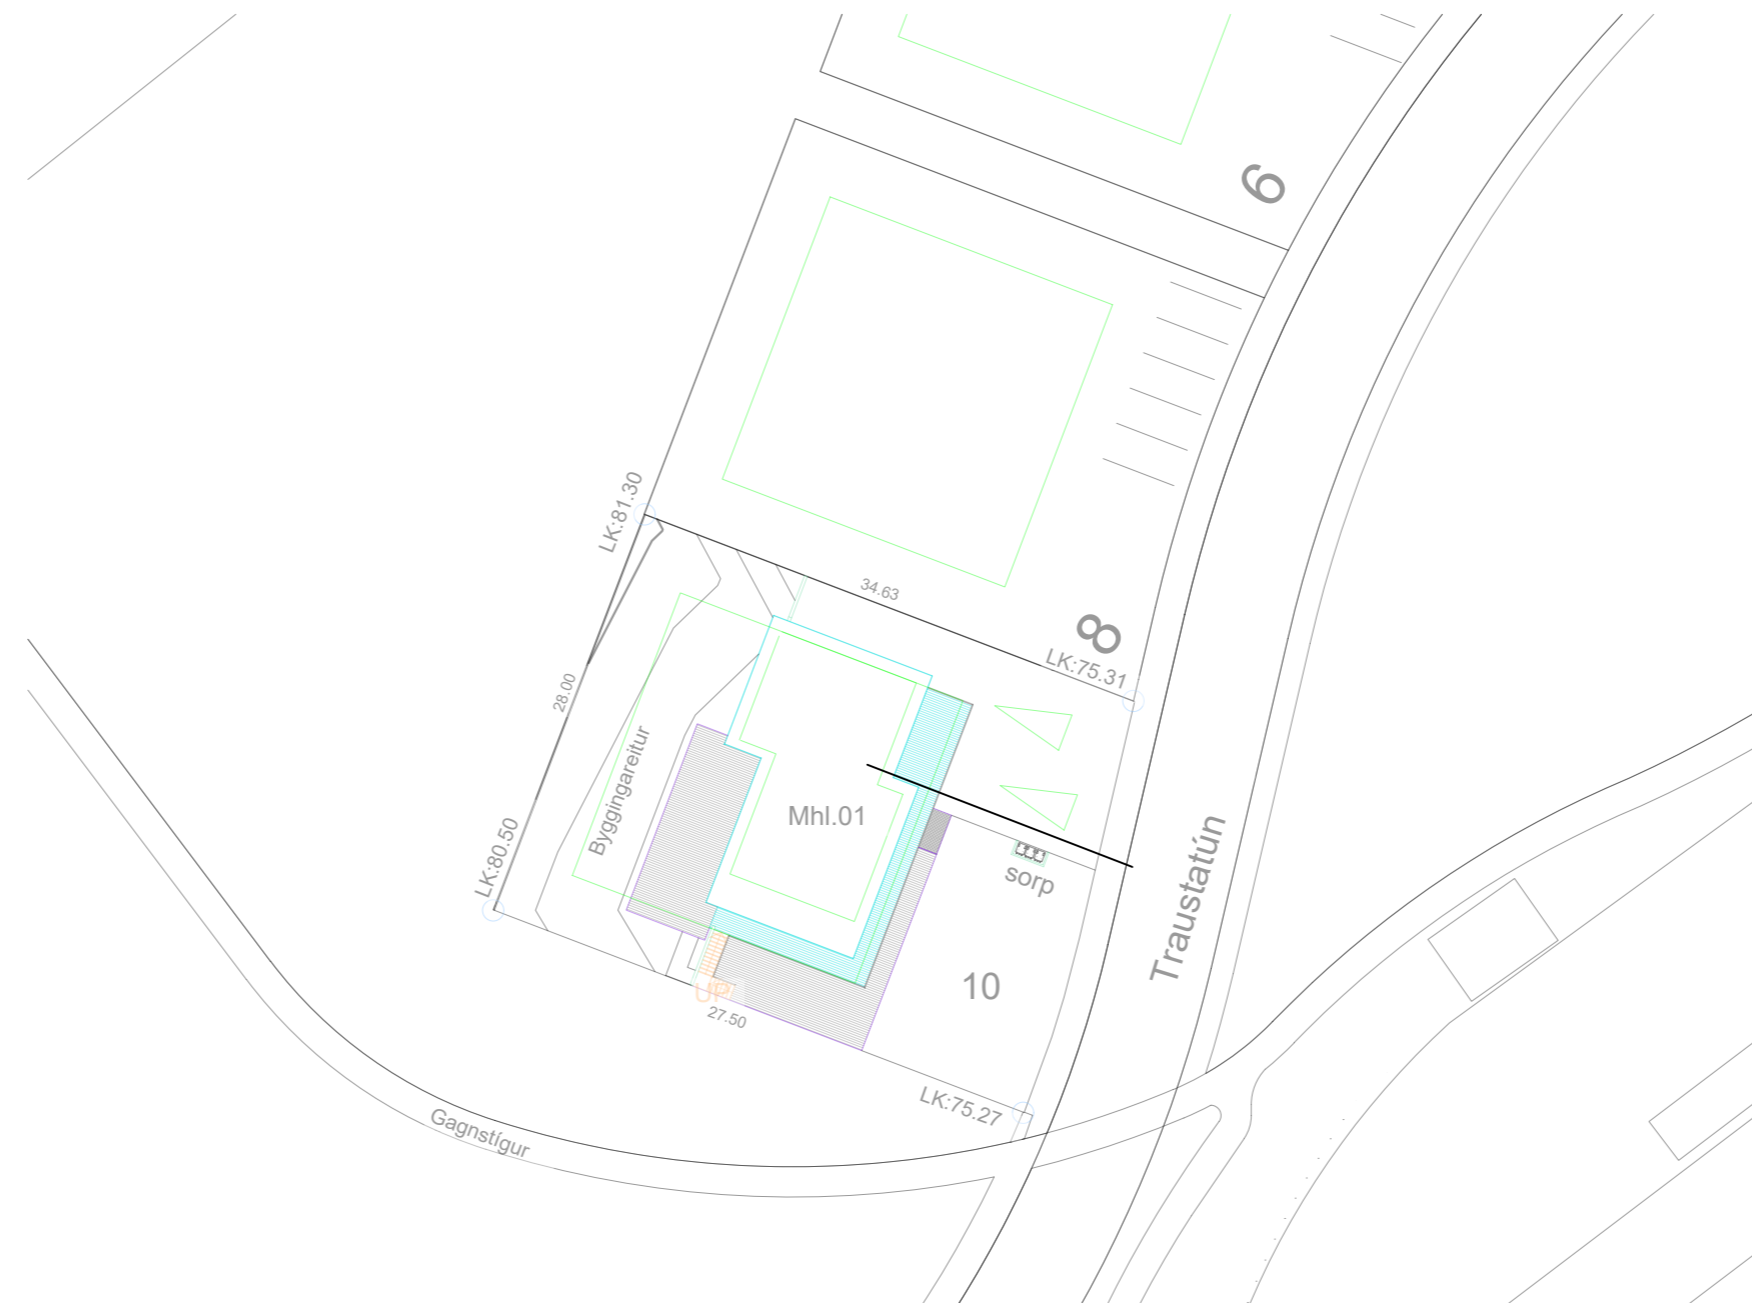 6
LK:81.30
34.63
8
LK:75.31
28.00
Byggingareitur
Mhl.01
LK:80.50
sorp
Traustatún
10
UP
27.50
LK:75.27
Gagnstígur